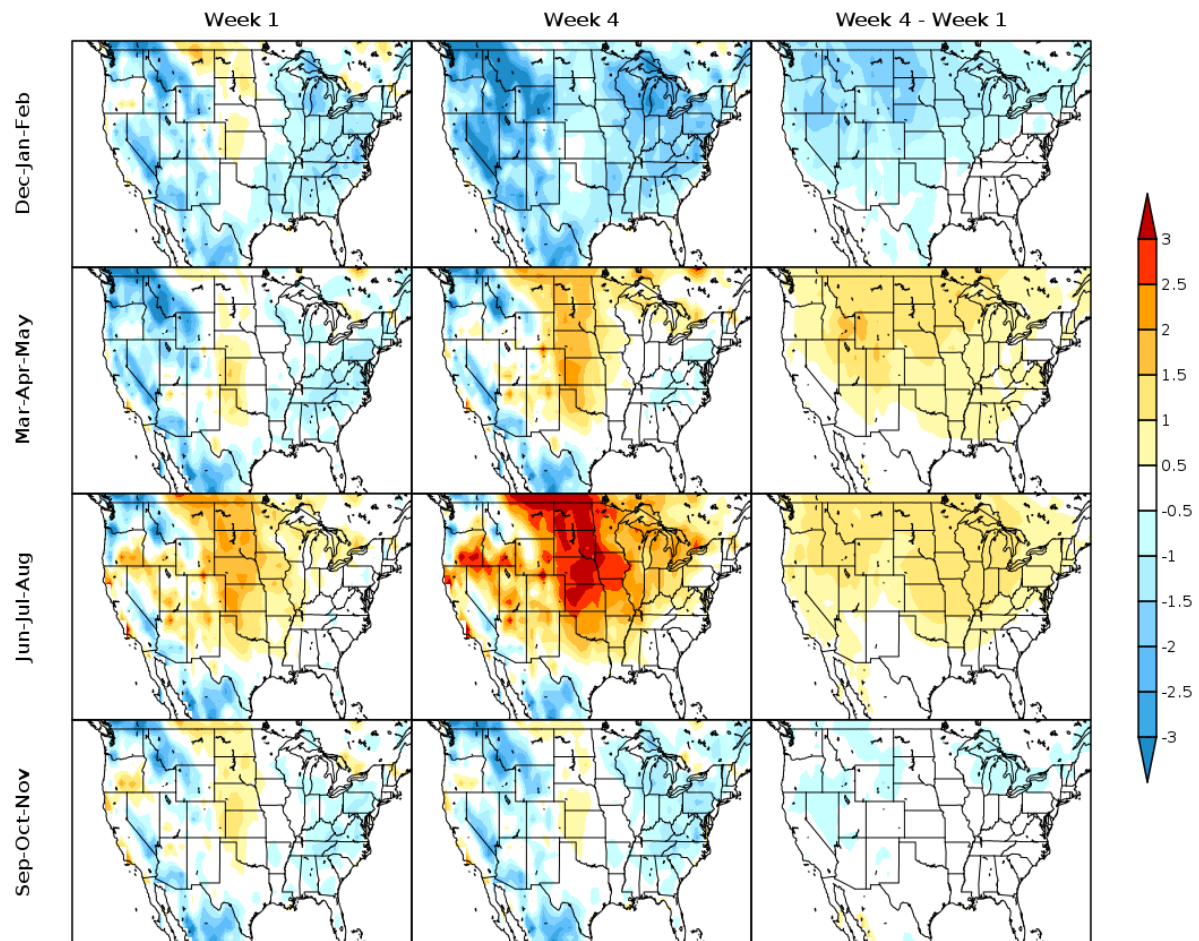 Week 1
Week 4
Week 4 - Week 1
Dec-Jan-Feb
Mar-Apr-May
Jun-Jul-Aug
Sep-Oct-Nov
3
2.5
2
1.5
1
0.5
-0.5
-1
-1.5
-2
-2.5
-3